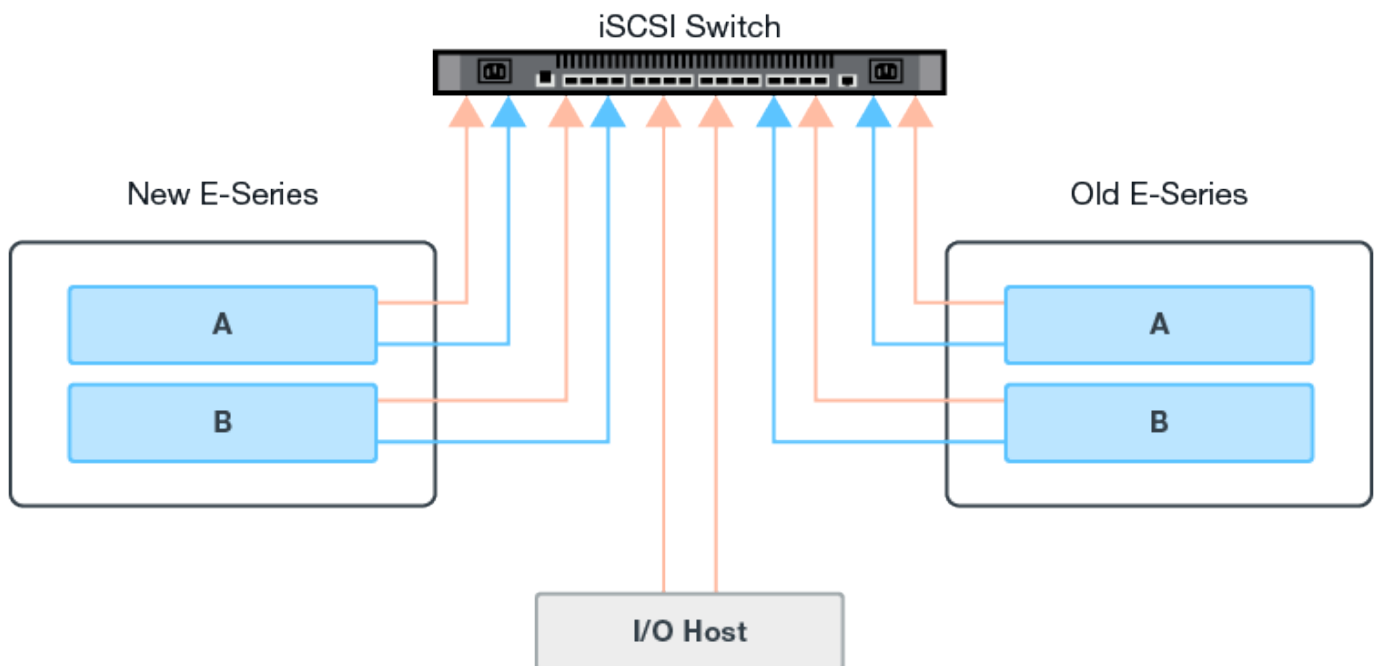 iSCSI Switch
New E-Series
Old E-Series
A
A
B
B
I/O Host